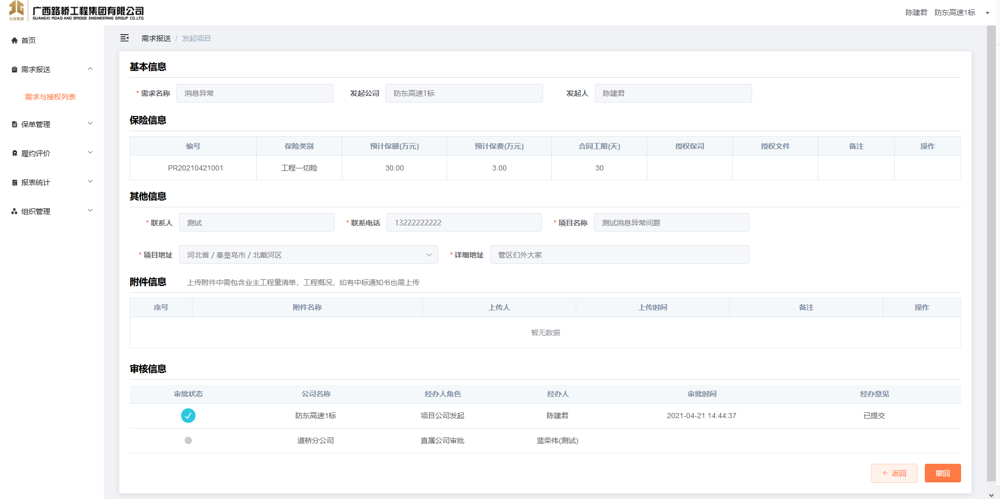 北投集团 广西路桥工程集团有限公司
GUANGXI ROAD AND BRIDGE ENGINEERING GROUP CO.LTD.
陈建君 防东高速1标
首页
需求报送
需求与授权列表
保单管理
履约评价
报表统计
组织管理
需求报送 / 发起项目
基本信息
* 需求名称 消息异常 发起公司 防东高速1标 发起人 陈建君
保险信息
编号 保险类别 预计保额(万元) 预计保费(万元) 合同工期(天) 授权保司 授权文件 备注 操作
PR20210421001 工程一切险 30.00 3.00 30
其他信息
* 联系人 测试 * 联系电话 13222222222 * 项目名称 测试消息异常问题
* 项目地址 河北省 / 秦皇岛市 / 北戴河区 * 详细地址 管区们外大家
附件信息 上传附件中需包含业主工程量清单，工程概况，如有中标通知书也需上传
序号 附件名称 上传人 上传时间 备注 操作
暂无数据
审核信息
审批状态 公司名称 经办人角色 经办人 审批时间 经办意见
防东高速1标 项目公司发起 陈建君 2021-04-21 14:44:37 已提交
道桥分公司 直属公司审批 蓝荣伟(测试)
← 返回 撤回